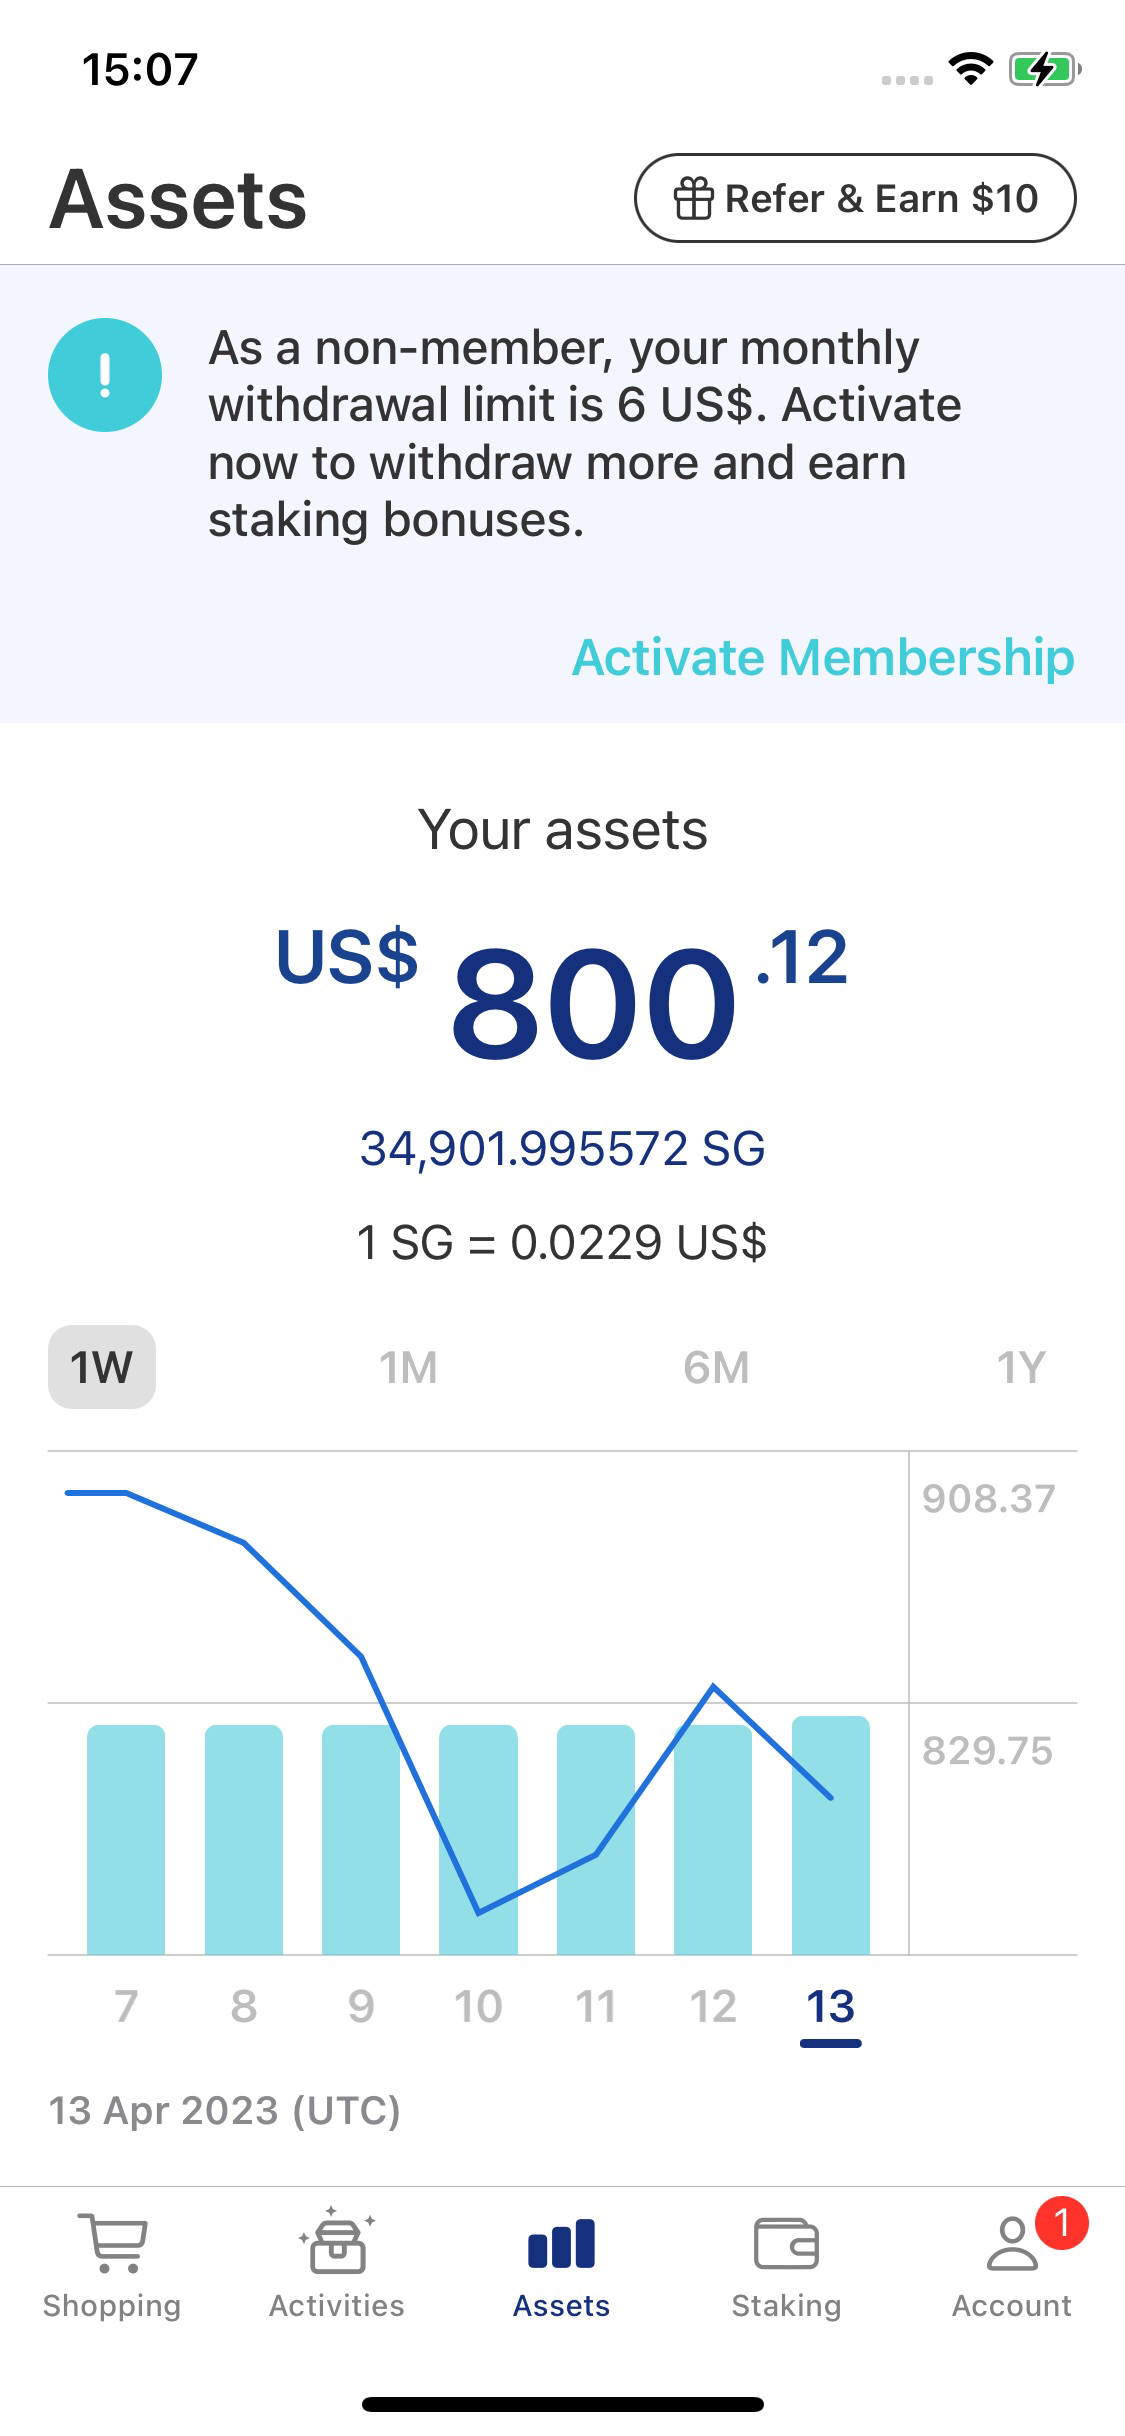 15:07
Assets
Refer & Earn $10
As a non-member, your monthly
withdrawal limit is 6 US$. Activate
now to withdraw more and earn
staking bonuses.
Activate Membership
Your assets
US$ 800.12
34,901.995572 SG
1 SG = 0.0229 US$
1W 1M 6M 1Y
908.37
829.75
7 8 9 10 11 12 13
13 Apr 2023 (UTC)
1
Shopping Activities Assets Staking Account